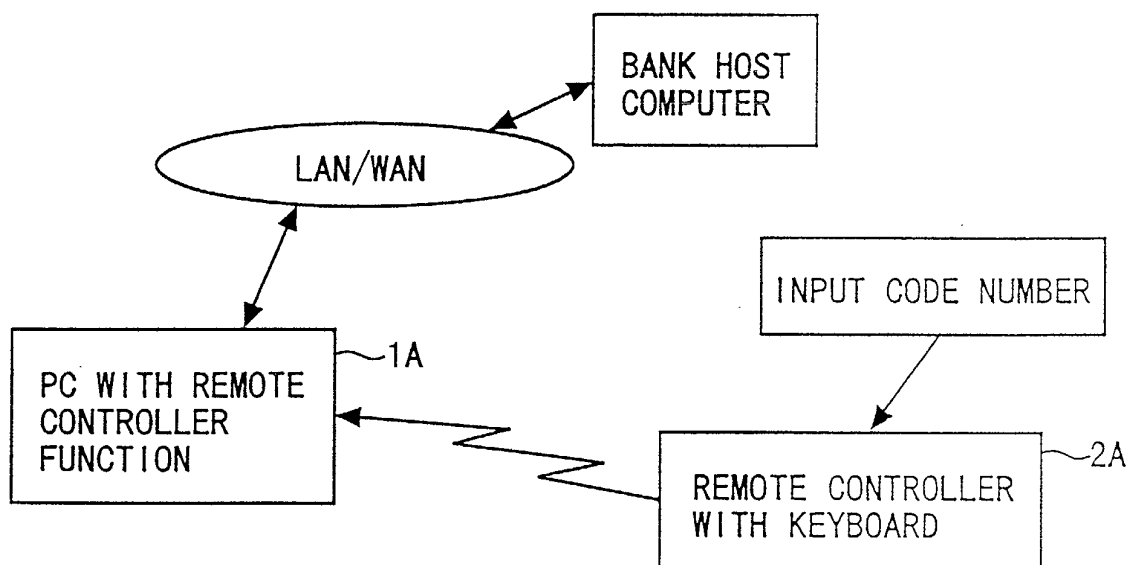 BANK HOST
COMPUTER
LAN/WAN
INPUT CODE NUMBER
1A
PC WITH REMOTE
CONTROLLER
FUNCTION
2A
REMOTE CONTROLLER
WITH KEYBOARD